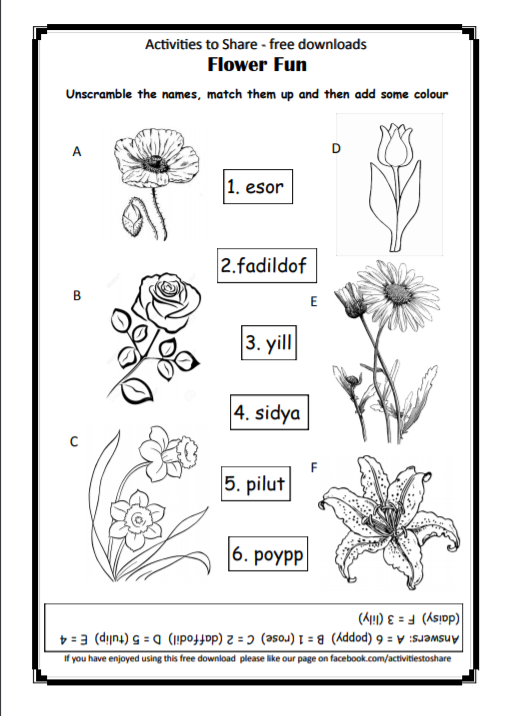 Activities to Share - free downloads
Flower Fun
Unscramble the names, match them up and then add some colour
A
D
1. esor
2.fadildof
B
E
3. yill
4. sidya
C
F
5. pilut
6. poypp
Answers: A = 6 (poppy) B = 1 (rose) C = 2 (daffodil) D = 5 (tulip) E = 4
(daisy) F = 3 (lily)
If you have enjoyed using this free download please like our page on facebook.com/activitiestoshare